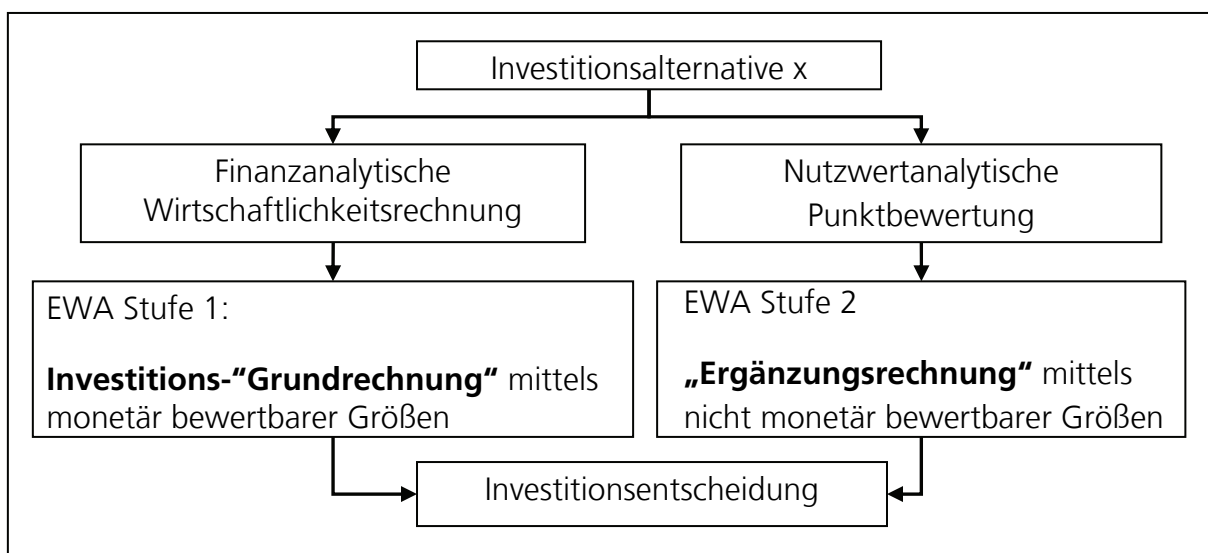 Investitionsalternative x
Finanzanalytische
Wirtschaftlichkeitsrechnung
Nutzwertanalytische
Punktbewertung
EWA Stufe 1:
Investitions-“Grundrechnung“ mittels
monetär bewertbarer Größen
EWA Stufe 2
„Ergänzungsrechnung“ mittels
nicht monetär bewertbarer Größen
Investitionsentscheidung